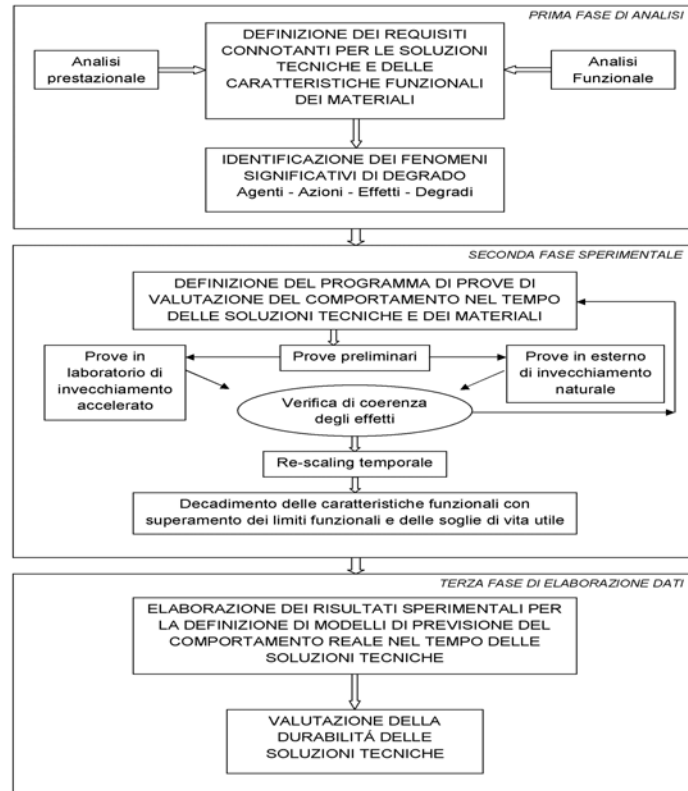 PRIMA FASE DI ANALISI
DEFINIZIONE DEI REQUISITI
CONNOTANTI PER LE SOLUZIONI
TECNICHE E DELLE
CARATTERISTICHE FUNZIONALI
DEI MATERIALI
Analisi
prestazionale
Analisi
Funzionale
IDENTIFICAZIONE DEI FENOMENI
SIGNIFICATIVI DI DEGRADO
Agenti - Azioni - Effetti - Degradi
SECONDA FASE SPERIMENTALE
DEFINIZIONE DEL PROGRAMMA DI PROVE DI
VALUTAZIONE DEL COMPORTAMENTO NEL TEMPO
DELLE SOLUZIONI TECNICHE E DEI MATERIALI
Prove in
laboratorio di
invecchiamento
accelerato
Prove preliminari
Prove in esterno
di invecchiamento
naturale
Verifica di coerenza
degli effetti
Re-scaling temporale
Decadimento delle caratteristiche funzionali con
superamento dei limiti funzionali e delle soglie di vita utile
TERZA FASE DI ELABORAZIONE DATI
ELABORAZIONE DEI RISULTATI SPERIMENTALI PER
LA DEFINIZIONE DI MODELLI DI PREVISIONE DEL
COMPORTAMENTO REALE NEL TEMPO DELLE
SOLUZIONI TECNICHE
VALUTAZIONE DELLA
DURABILITÁ DELLE
SOLUZIONI TECNICHE